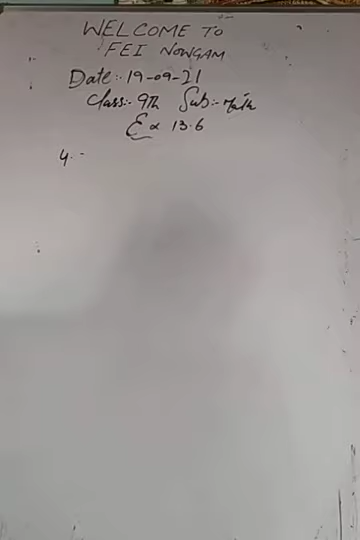 WELCOME TO
FEI NOWGAM
Date:- 19-09-21
Class:- 9th Sub:- Math
Ex 13.6
4:-